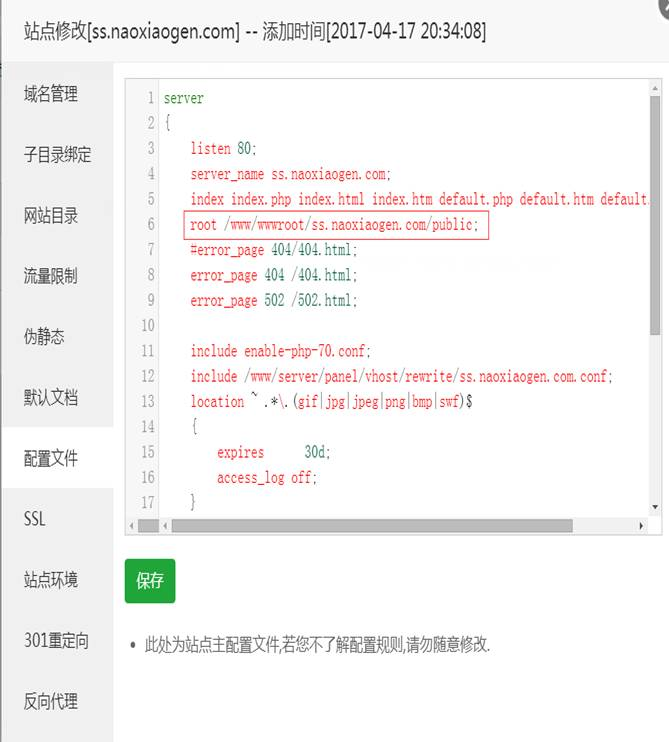 站点修改[ss.naoxiaogen.com] -- 添加时间[2017-04-17 20:34:08]
域名管理
子目录绑定
网站目录
流量限制
伪静态
默认文档
配置文件
SSL
站点环境
301重定向
反向代理
1 server
2 {
3 listen 80;
4 server_name ss.naoxiaogen.com;
5 index index.php index.html index.htm default.php default.htm default.
6 root /www/wwwroot/ss.naoxiaogen.com/public;
7 #error_page 404/404.html;
8 error_page 404 /404.html;
9 error_page 502 /502.html;
10
11 include enable-php-70.conf;
12 include /www/server/panel/vhost/rewrite/ss.naoxiaogen.com.conf;
13 location ~ .*\.(gif|jpg|jpeg|png|bmp|swf)$
14 {
15 expires 30d;
16 access_log off;
17 }
保存
此处为站点主配置文件,若您不了解配置规则,请勿随意修改.